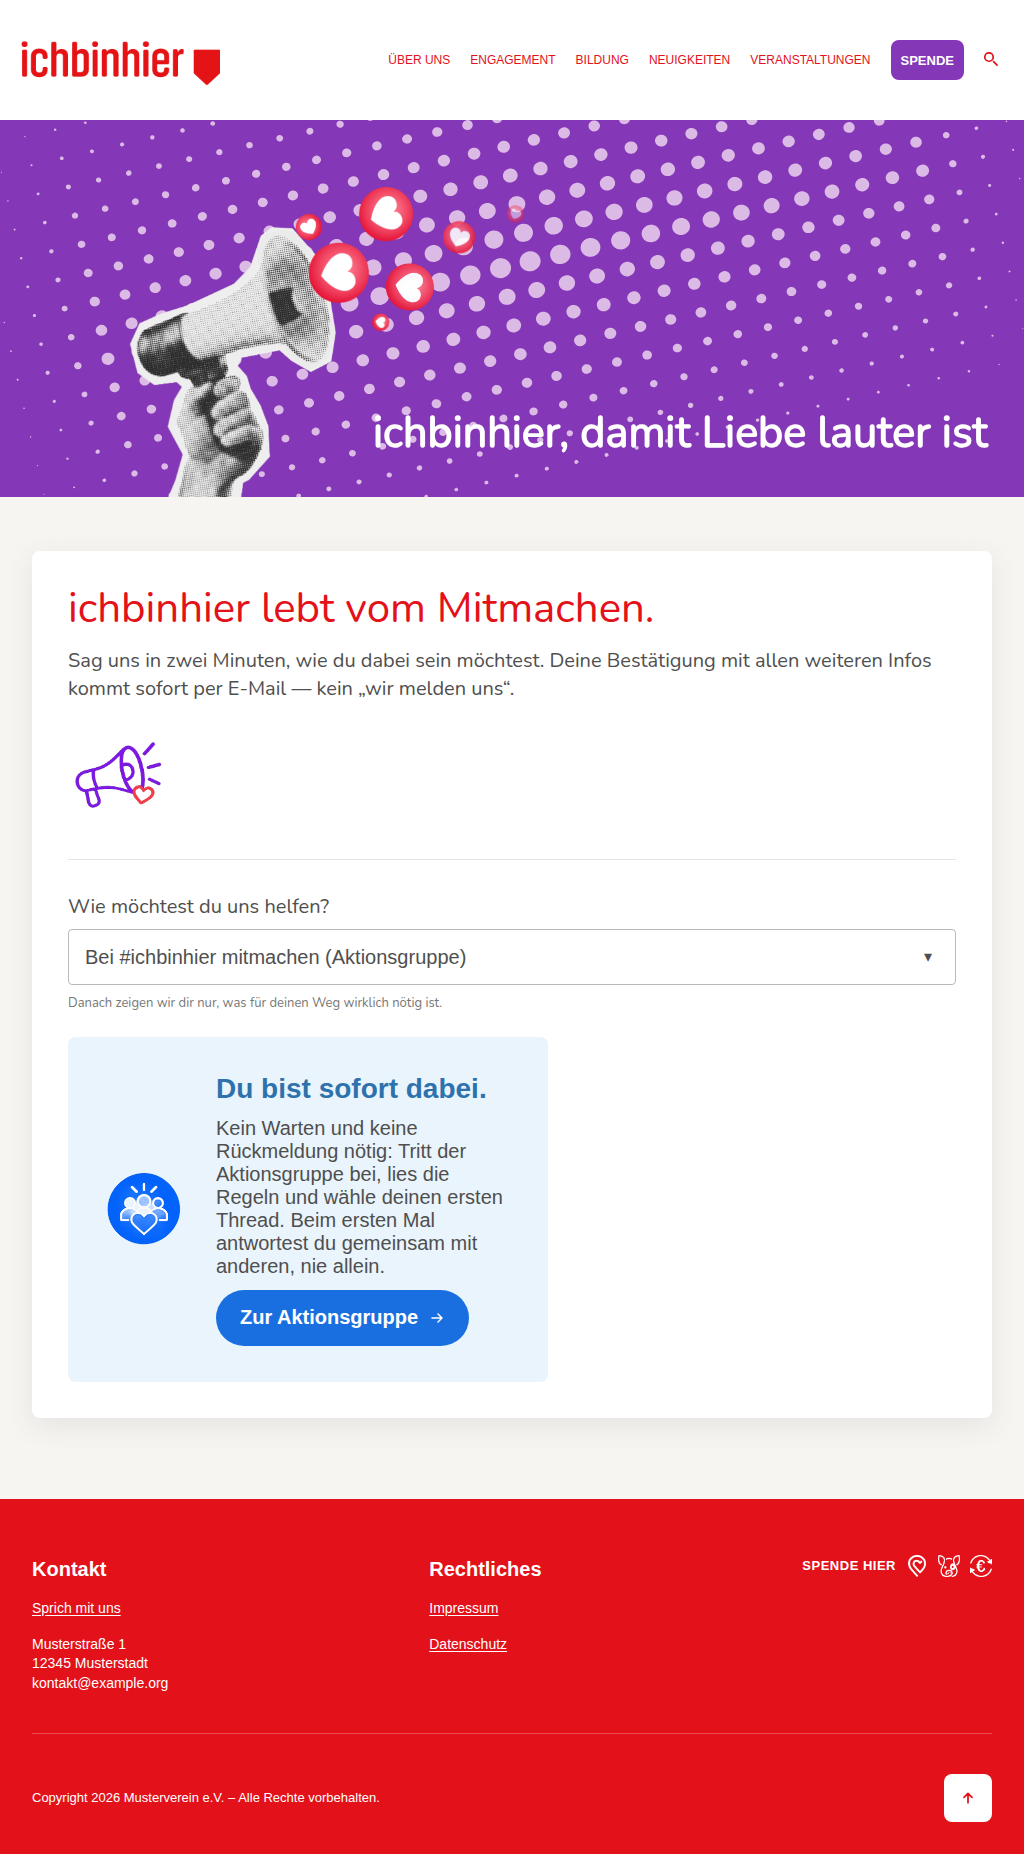 ichbinhier
ÜBER UNS ENGAGEMENT BILDUNG NEUIGKEITEN VERANSTALTUNGEN SPENDE
ichbinhier, damit Liebe lauter ist
ichbinhier lebt vom Mitmachen.
Sag uns in zwei Minuten, wie du dabei sein möchtest. Deine Bestätigung mit allen weiteren Infos
kommt sofort per E-Mail — kein „wir melden uns“.
Wie möchtest du uns helfen?
Bei #ichbinhier mitmachen (Aktionsgruppe)
Danach zeigen wir dir nur, was für deinen Weg wirklich nötig ist.
Du bist sofort dabei.
Kein Warten und keine
Rückmeldung nötig: Tritt der
Aktionsgruppe bei, lies die
Regeln und wähle deinen ersten
Thread. Beim ersten Mal
antwortest du gemeinsam mit
anderen, nie allein.
Zur Aktionsgruppe →
Kontakt
Sprich mit uns
Musterstraße 1
12345 Musterstadt
kontakt@example.org
Rechtliches
Impressum
Datenschutz
SPENDE HIER
Copyright 2026 Musterverein e.V. – Alle Rechte vorbehalten.